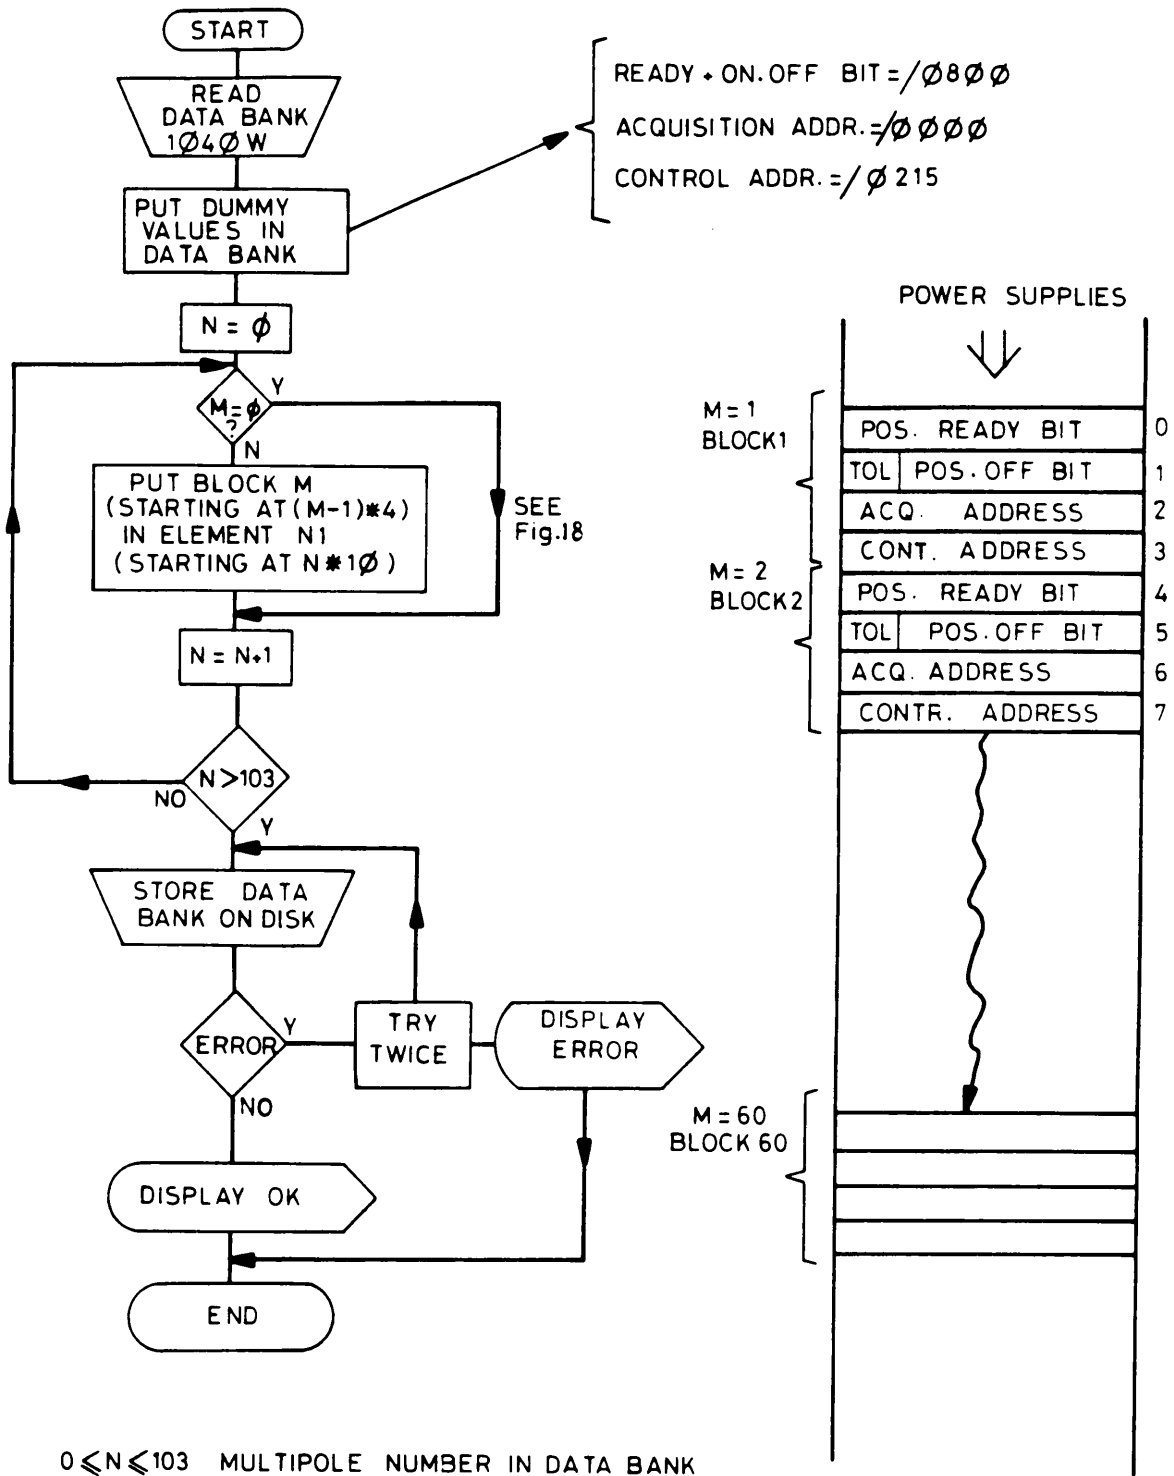 START
READ
DATA BANK
1Ø4ØW
PUT DUMMY
VALUES IN
DATA BANK
READY + ON.OFF BIT=/Ø8ØØ
ACQUISITION ADDR.=/ØØØØ
CONTROL ADDR.=/Ø215
N = Ø
M=Ø
?
Y
N
PUT BLOCK M
(STARTING AT(M-1)*4)
IN ELEMENT N1
(STARTING AT N*1Ø)
SEE
Fig.18
N = N+1
N>103
NO
Y
STORE DATA
BANK ON DISK
ERROR
Y
NO
TRY
TWICE
DISPLAY
ERROR
DISPLAY OK
END
POWER SUPPLIES
M=1
BLOCK1
POS. READY BIT 0
TOL POS.OFF BIT 1
ACQ. ADDRESS 2
CONT. ADDRESS 3
M=2
BLOCK2
POS. READY BIT 4
TOL POS.OFF BIT 5
ACQ. ADDRESS 6
CONTR. ADDRESS 7
M=60
BLOCK 60
0⩽N⩽103 MULTIPOLE NUMBER IN DATA BANK